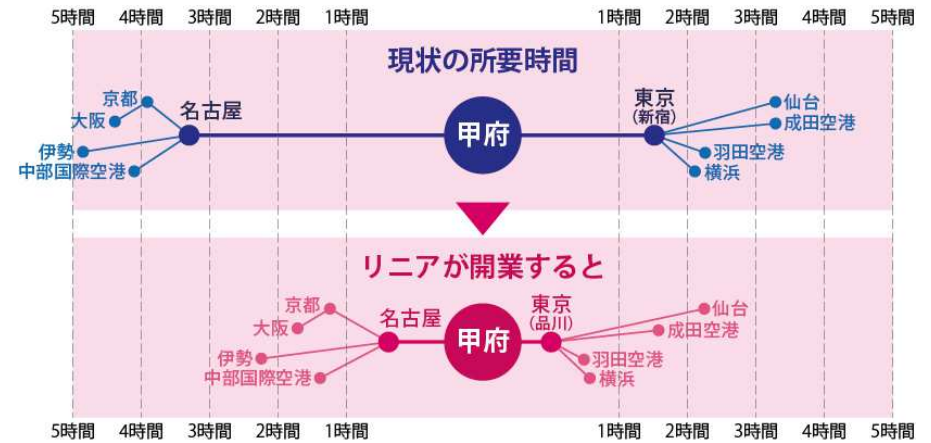 5時間 4時間 3時間 2時間 1時間 1時間 2時間 3時間 4時間 5時間
現状の所要時間
京都
名古屋
大阪
伊勢
中部国際空港
甲府
東京
(新宿)
仙台
成田空港
羽田空港
横浜
リニアが開業すると
京都
名古屋
大阪
伊勢
中部国際空港
甲府
東京
(品川)
仙台
成田空港
羽田空港
横浜
5時間 4時間 3時間 2時間 1時間 1時間 2時間 3時間 4時間 5時間